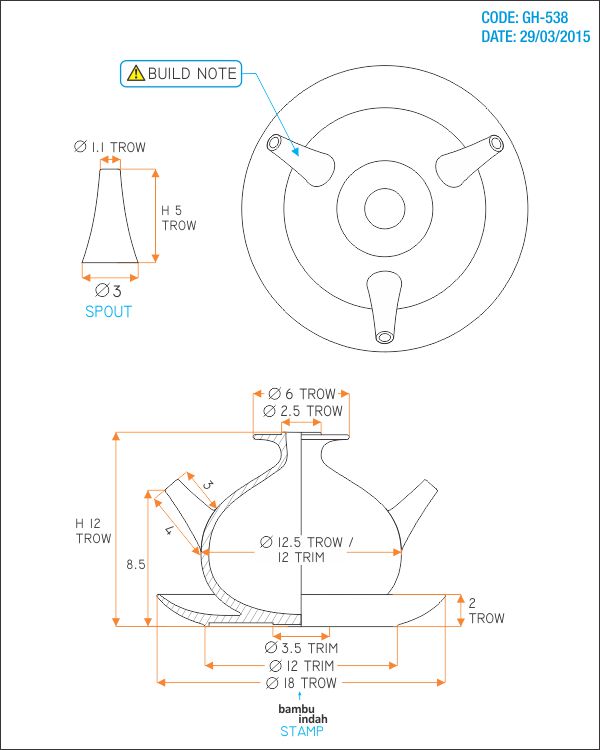 CODE: GH-538
DATE: 29/03/2015
BUILD NOTE
Ø 1.1 TROW
H 5
TROW
Ø 3
SPOUT
Ø 6 TROW
Ø 2.5 TROW
3
4
H 12
TROW
8.5
Ø 12.5 TROW /
12 TRIM
2
TROW
Ø 3.5 TRIM
Ø 12 TRIM
Ø 18 TROW
bambu
indah
STAMP